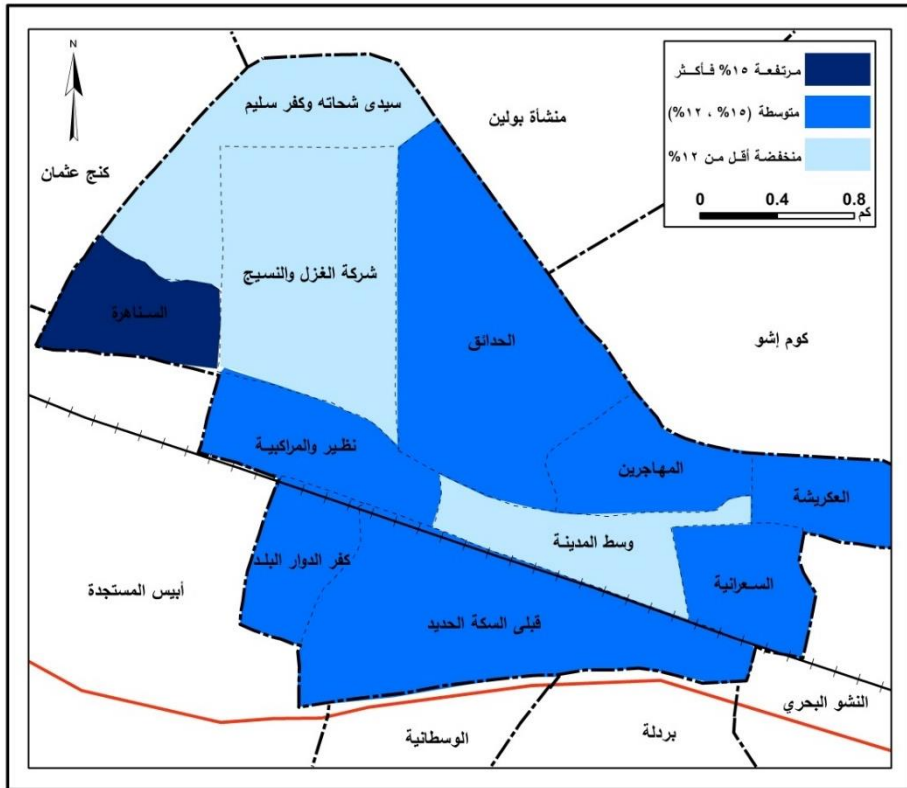 N
مرتفعة ١٥% فأكثر
متوسطة (١٥% ، ١٢%)
منخفضة أقل من ١٢%
0 0.4 0.8
كم
سيدى شحاته وكفر سليم
منشأة بولين
كنج عثمان
شركة الغزل والنسيج
السناهرة
الحدائق
كوم إشو
نظير والمراكبية
المهاجرين
العكريشة
وسط المدينة
كفر الدوار البلد
السعرانية
أبيس المستجدة
قبلى السكة الحديد
النشو البحري
بردلة
الوسطانية